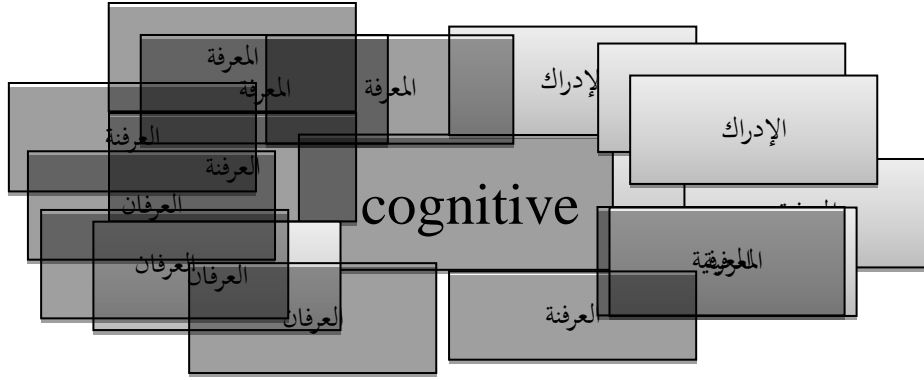 المعرفة
المعرفة
المعرفة
الإدراك
الإدراك
العرفنة
العرفنة
العرفان
cognitive
العرفان
العرفان
العرفان
العرفنة